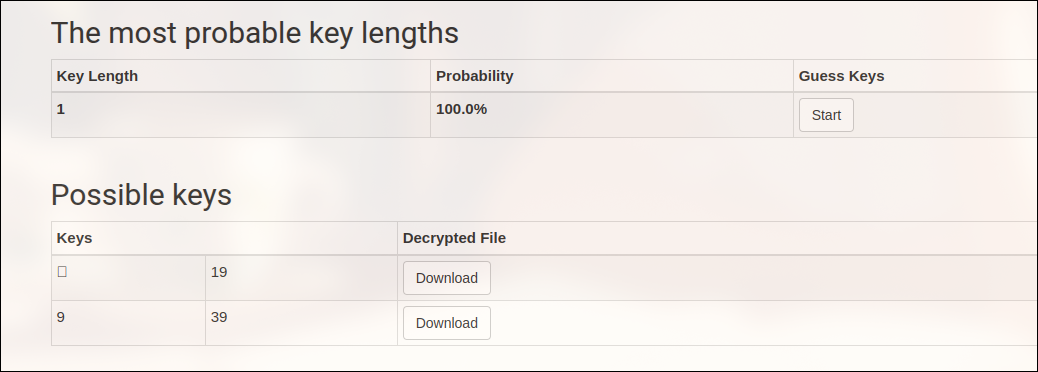 The most probable key lengths
Key Length Probability Guess Keys
1 100.0% Start
Possible keys
Keys Decrypted File
19 Download
9 39 Download